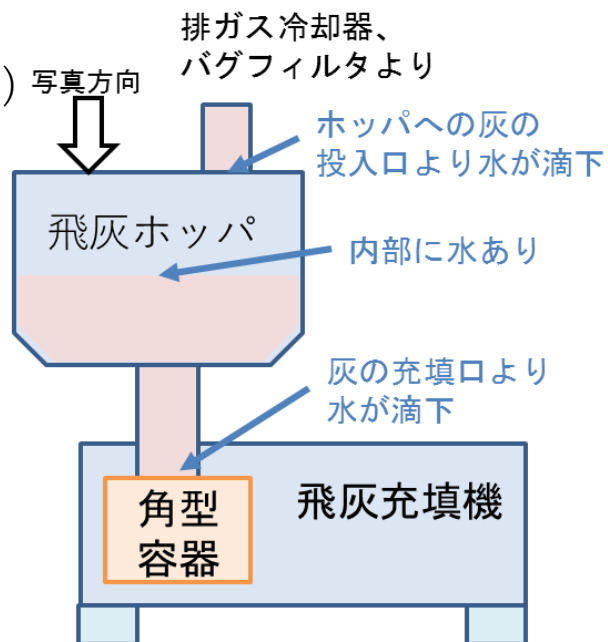 排ガス冷却器、
バグフィルタより
) 写真方向
ホッパへの灰の
投入口より水が滴下
飛灰ホッパ
内部に水あり
灰の充填口より
水が滴下
角型
容器
飛灰充填機